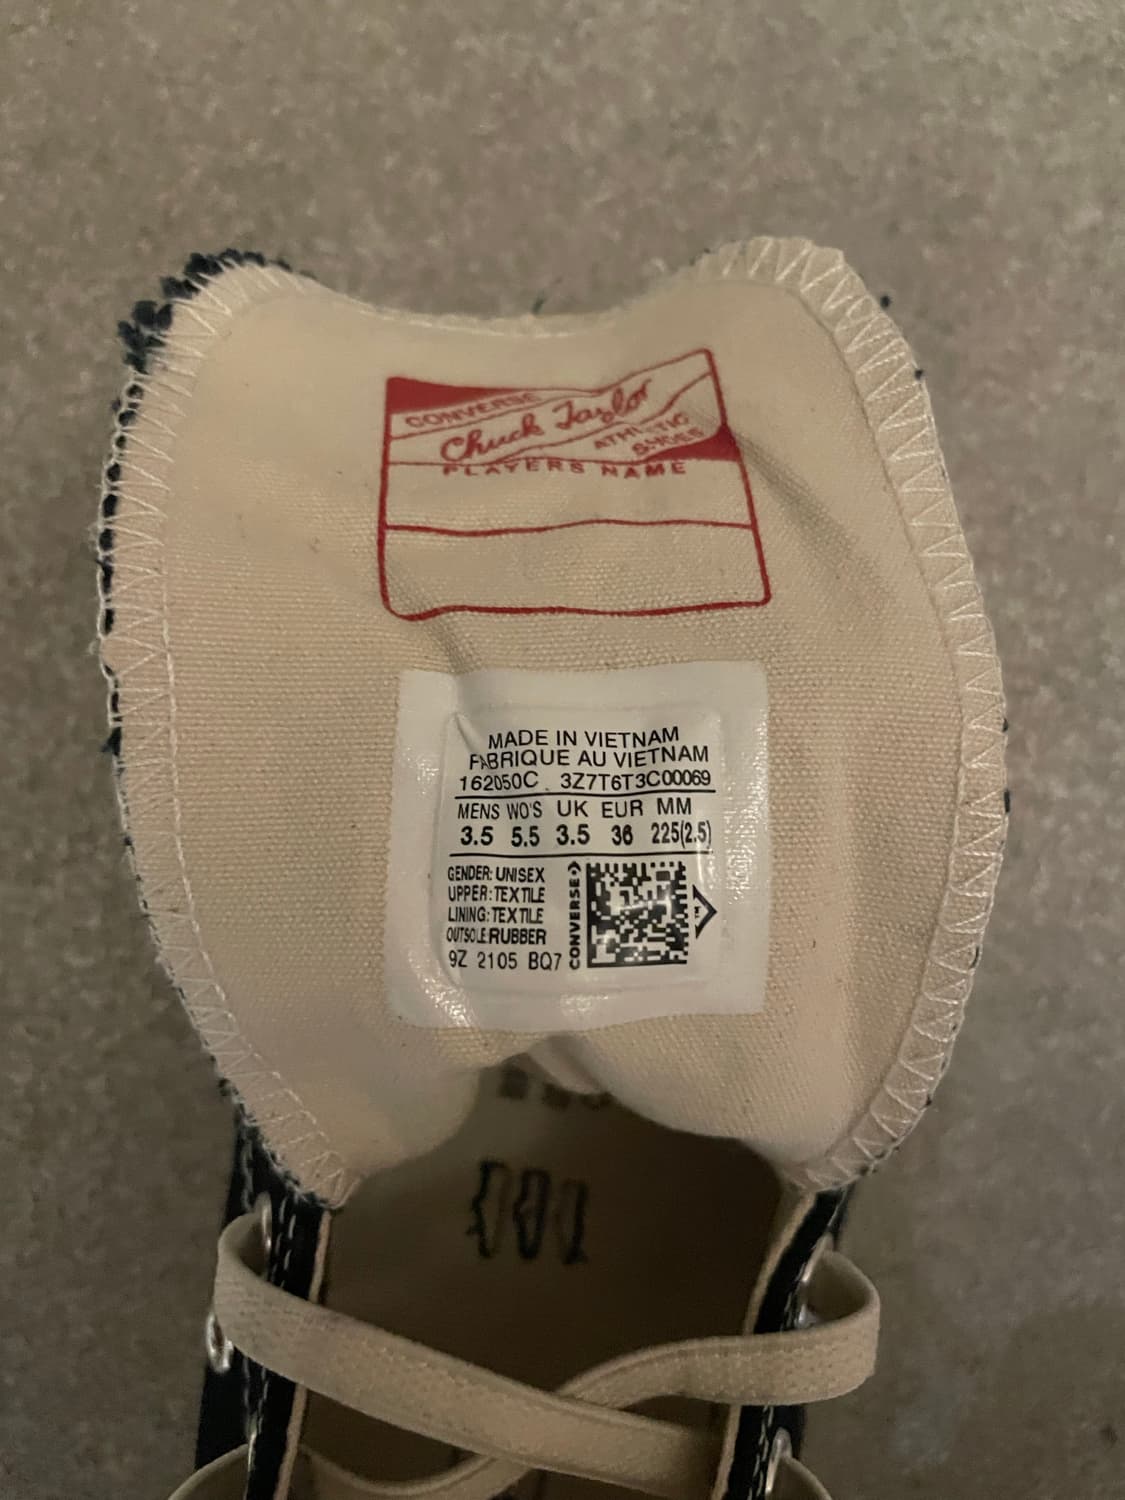 CONVERSE
Chuck Taylor
ATHLETIC
SHOES
PLAYERS NAME
MADE IN VIETNAM
FABRIQUE AU VIETNAM
162050C 3Z7T6T3C00069
MENS WO'S UK EUR MM
3.5 5.5 3.5 36 225(2.5)
GENDER: UNISEX
UPPER: TEXTILE
LINING: TEXTILE
OUTSOLE: RUBBER
9Z 2105 BQ7
CONVERSE
TM